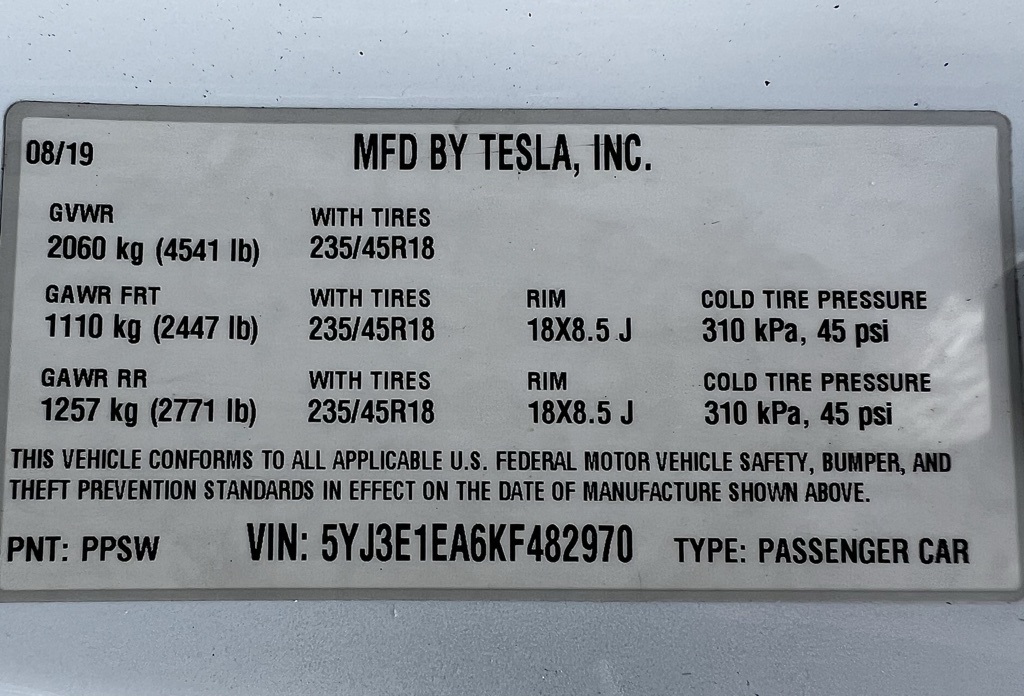 08/19 MFD BY TESLA, INC.
GVWR WITH TIRES
2060 kg (4541 lb) 235/45R18
GAWR FRT WITH TIRES RIM COLD TIRE PRESSURE
1110 kg (2447 lb) 235/45R18 18X8.5 J 310 kPa, 45 psi
GAWR RR WITH TIRES RIM COLD TIRE PRESSURE
1257 kg (2771 lb) 235/45R18 18X8.5 J 310 kPa, 45 psi
THIS VEHICLE CONFORMS TO ALL APPLICABLE U.S. FEDERAL MOTOR VEHICLE SAFETY, BUMPER, AND
THEFT PREVENTION STANDARDS IN EFFECT ON THE DATE OF MANUFACTURE SHOWN ABOVE.
PNT: PPSW VIN: 5YJ3E1EA6KF482970 TYPE: PASSENGER CAR